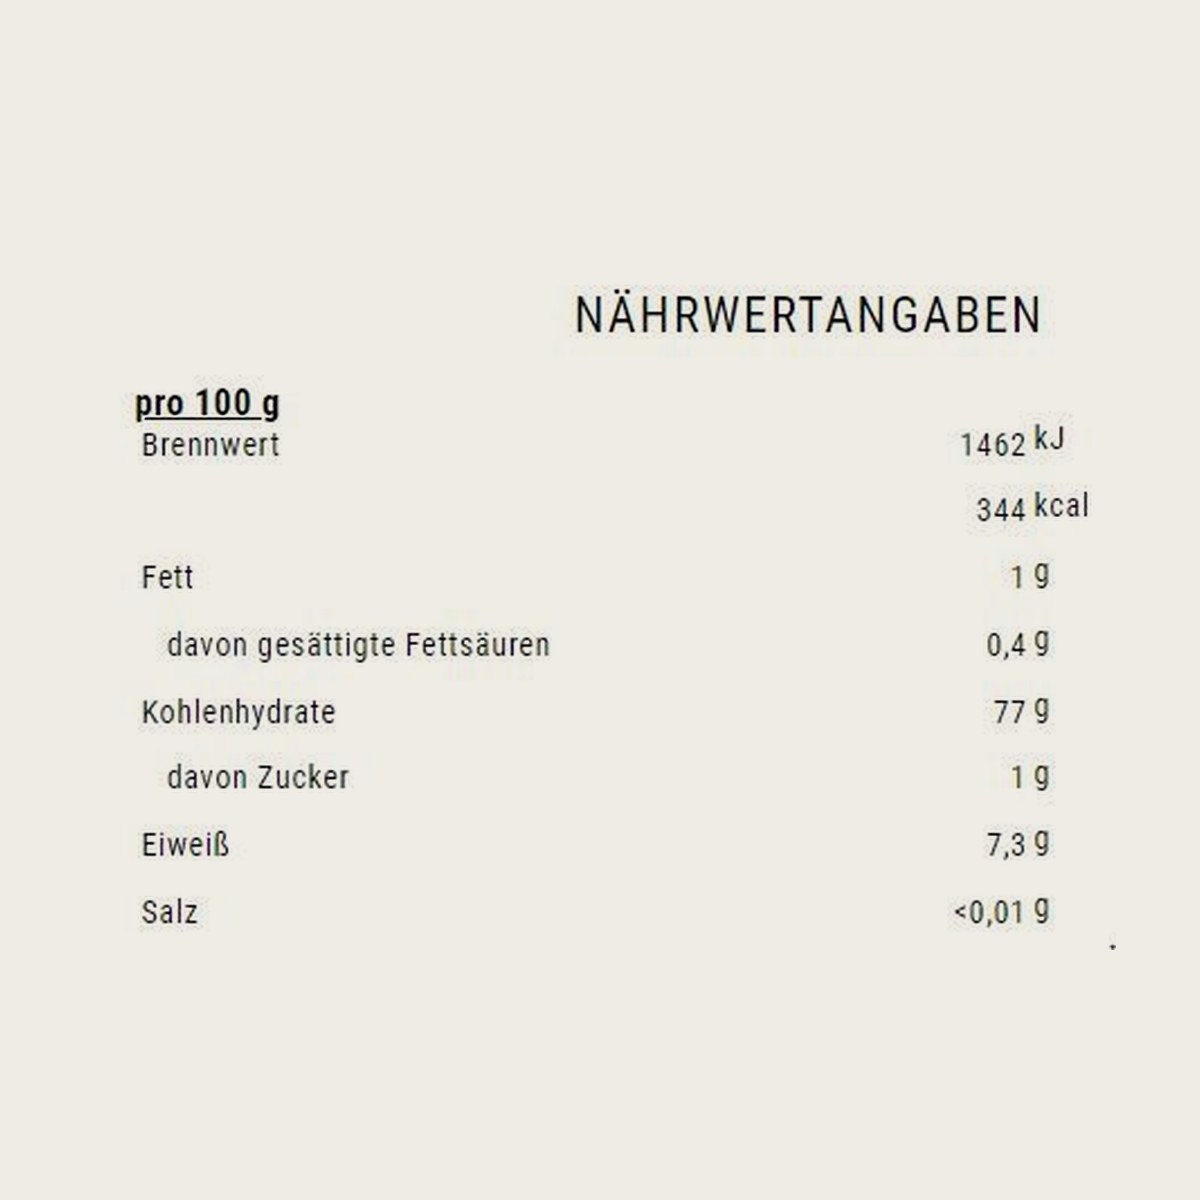 NÄHRWERTANGABEN
pro 100 g
Brennwert 1462 kJ
344 kcal
Fett 1 g
davon gesättigte Fettsäuren 0,4 g
Kohlenhydrate 77 g
davon Zucker 1 g
Eiweiß 7,3 g
Salz <0,01 g